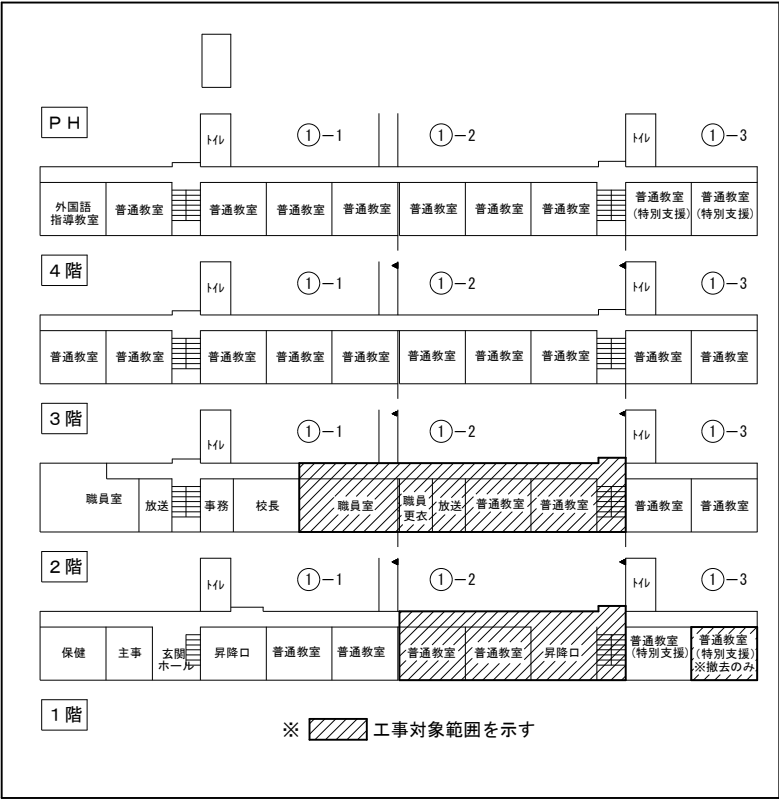 PH
トイレ ①-1 ①-2 トイレ ①-3
外国語
指導教室
普通教室 普通教室 普通教室 普通教室 普通教室 普通教室 普通教室
普通教室
(特別支援)
普通教室
(特別支援)
4階
トイレ ①-1 ①-2 トイレ ①-3
普通教室 普通教室 普通教室 普通教室 普通教室 普通教室 普通教室 普通教室 普通教室 普通教室
3階
トイレ ①-1 ①-2 トイレ ①-3
職員室 放送 事務 校長 職員室
職員
更衣
放送 普通教室 普通教室 普通教室 普通教室
2階
トイレ ①-1 ①-2 トイレ ①-3
保健 主事
玄関
ホール
昇降口 普通教室 普通教室 普通教室 普通教室 昇降口
普通教室
(特別支援)
普通教室
(特別支援)
※撤去のみ
1階
※ 工事対象範囲を示す